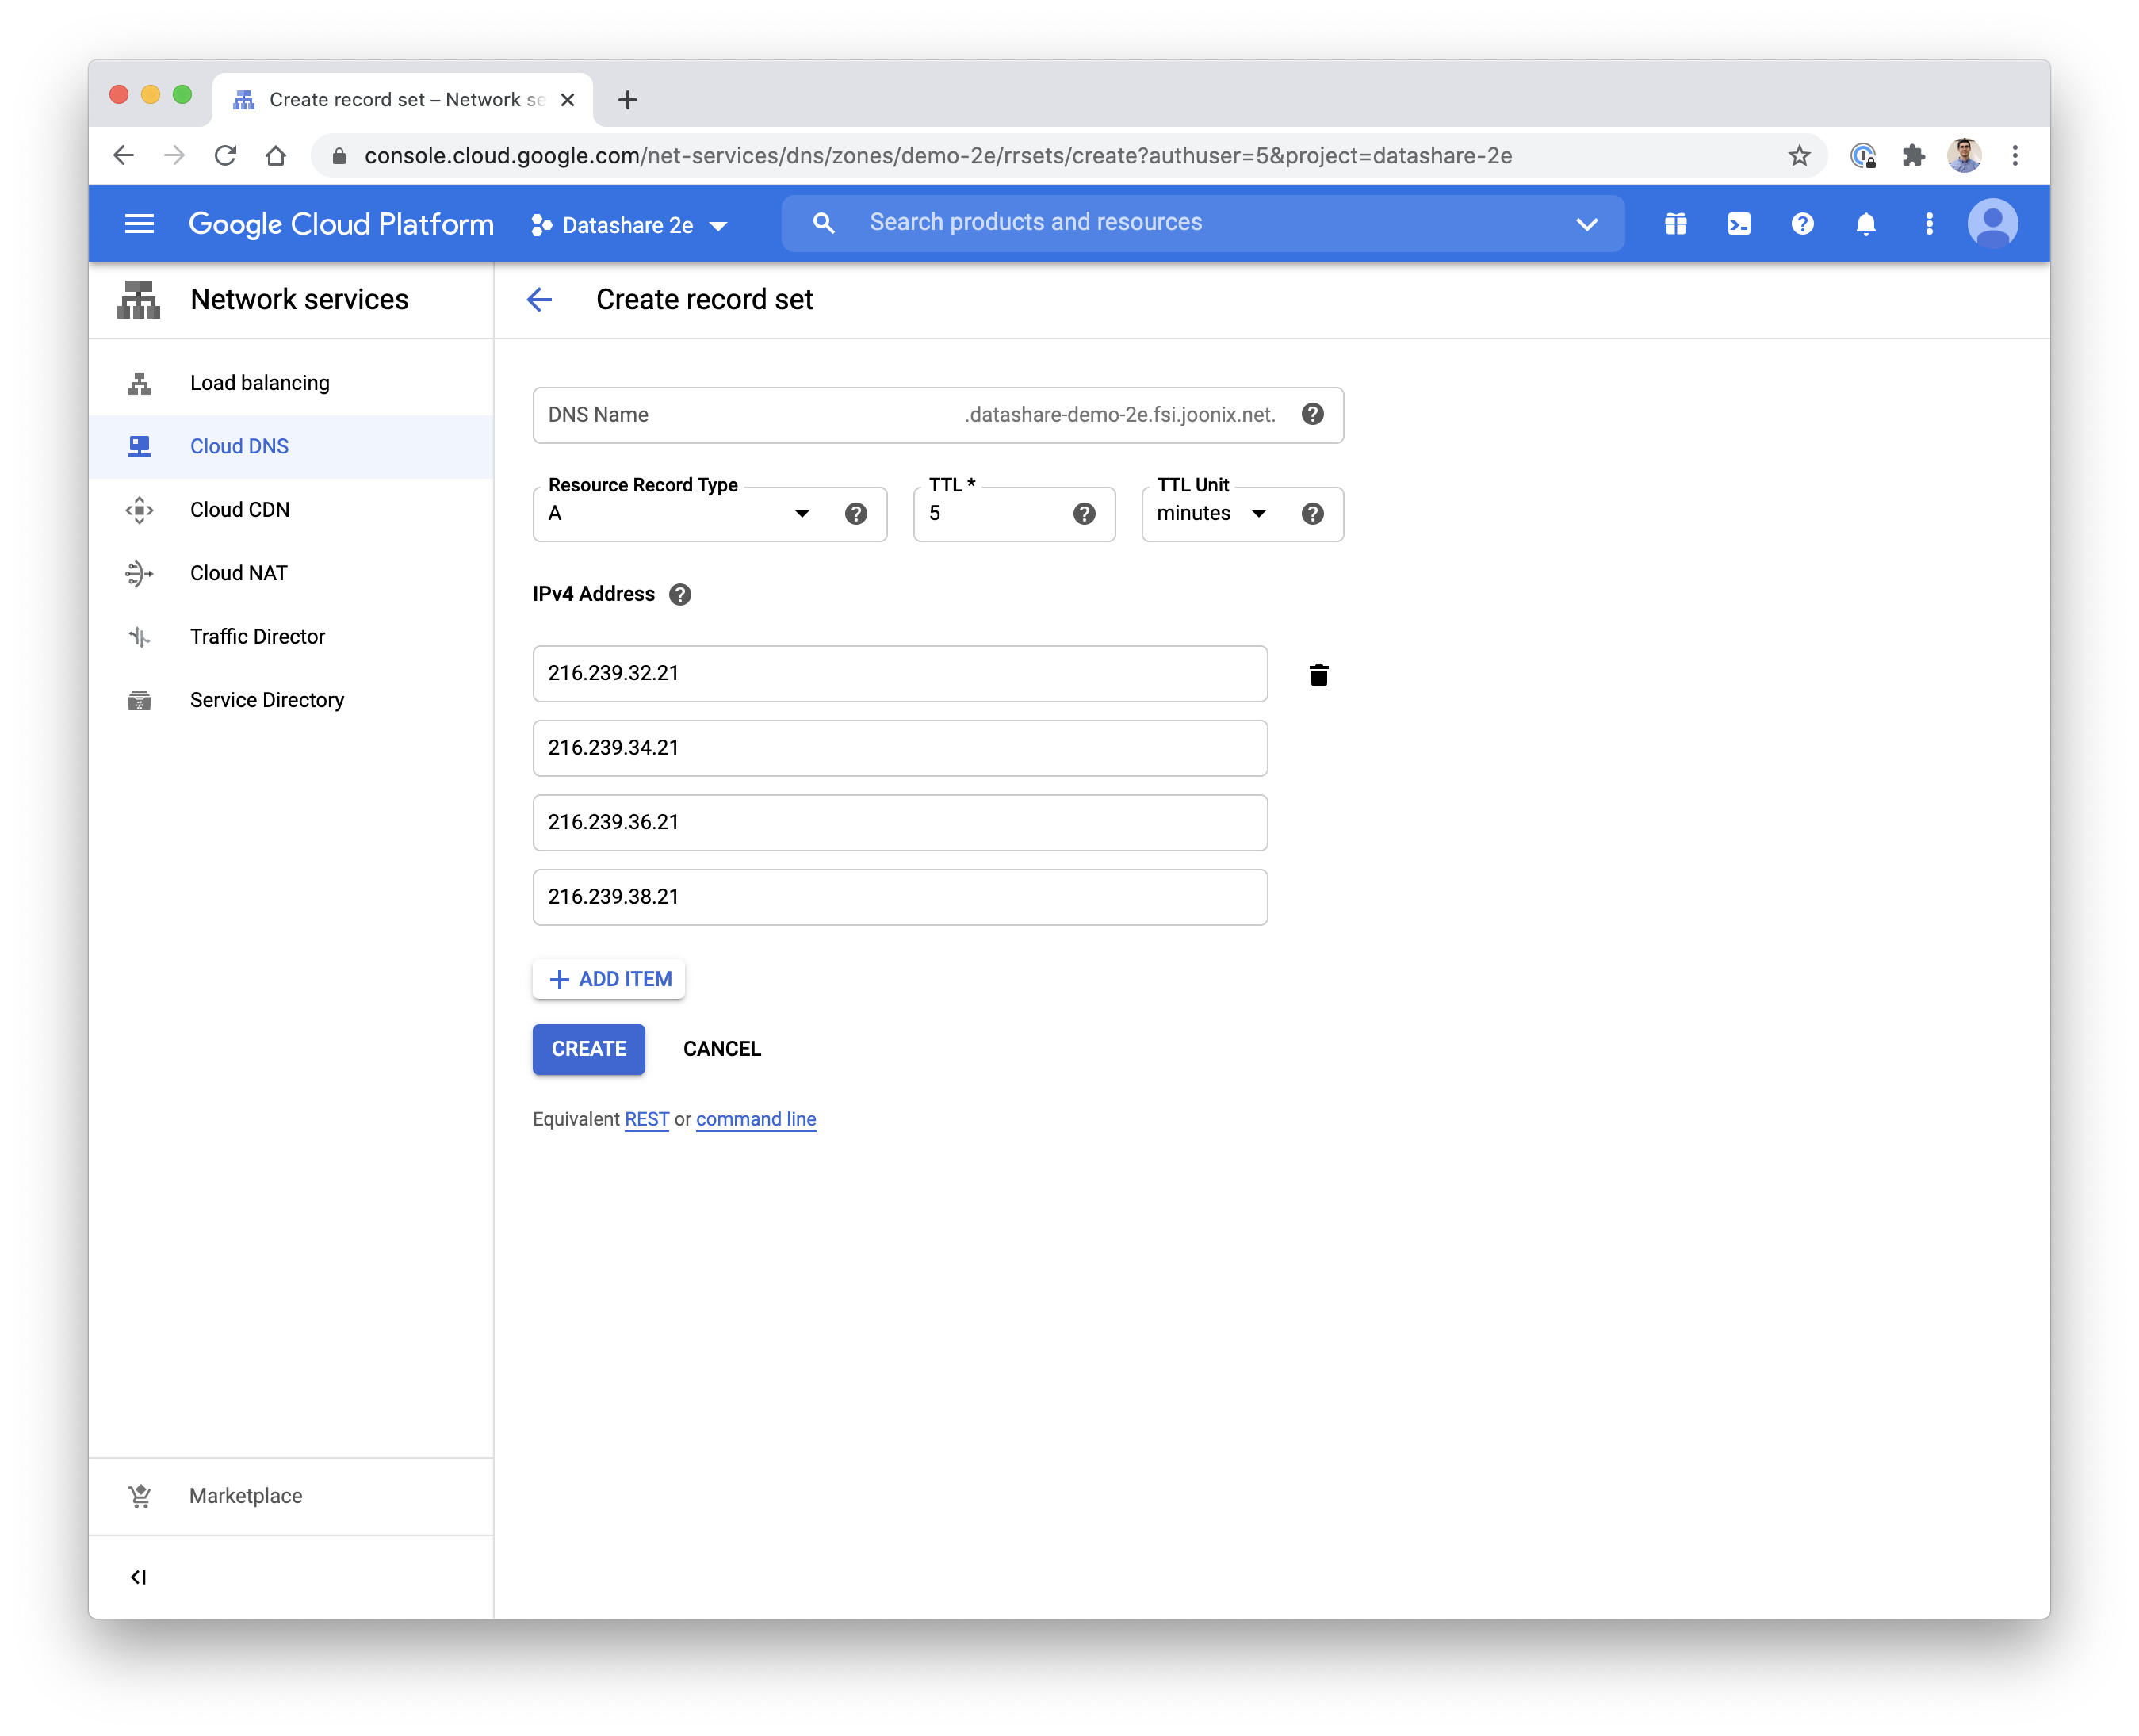 Create record set – Network se
console.cloud.google.com/net-services/dns/zones/demo-2e/rrsets/create?authuser=5&project=datashare-2e
Google Cloud Platform
Datashare 2e
Search products and resources
Network services
Create record set
Load balancing
Cloud DNS
Cloud CDN
Cloud NAT
Traffic Director
Service Directory
DNS Name .datashare-demo-2e.fsi.joonix.net.
Resource Record Type
A
TTL *
5
TTL Unit
minutes
IPv4 Address
216.239.32.21
216.239.34.21
216.239.36.21
216.239.38.21
ADD ITEM
CREATE CANCEL
Equivalent REST or command line
Marketplace